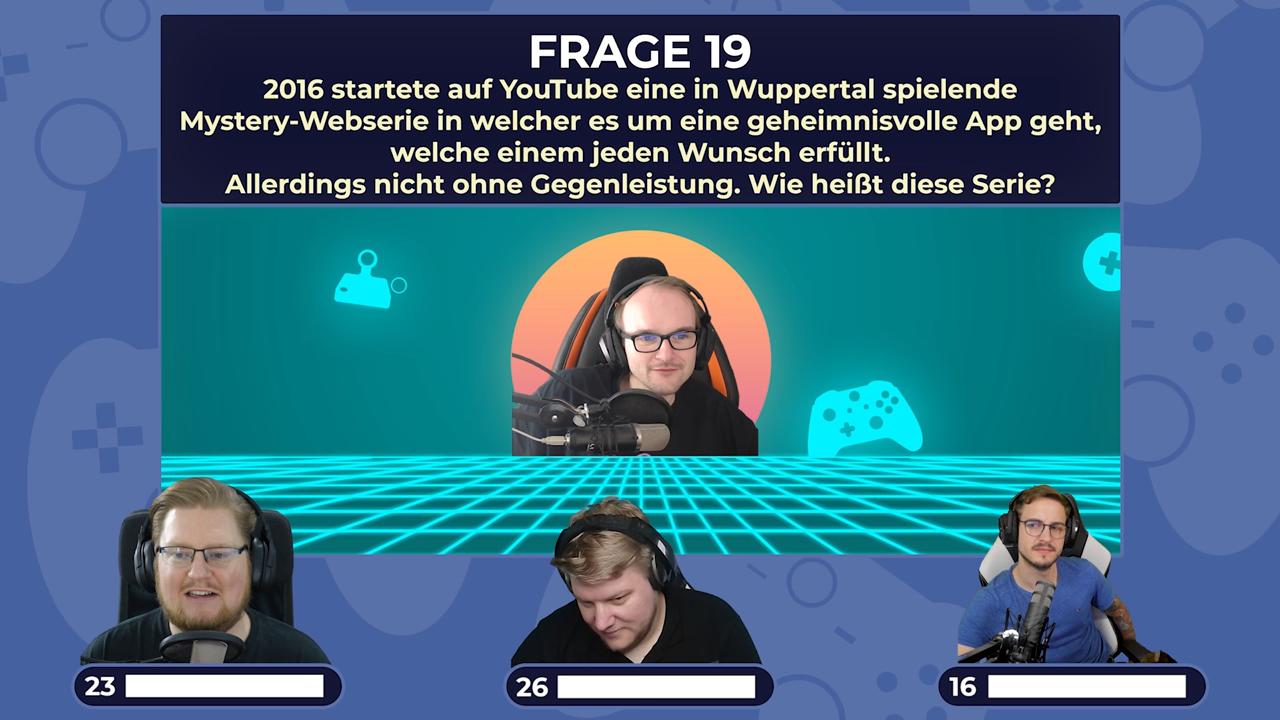 FRAGE 19
2016 startete auf YouTube eine in Wuppertal spielende
Mystery-Webserie in welcher es um eine geheimnisvolle App geht,
welche einem jeden Wunsch erfüllt.
Allerdings nicht ohne Gegenleistung. Wie heißt diese Serie?
23
26
16